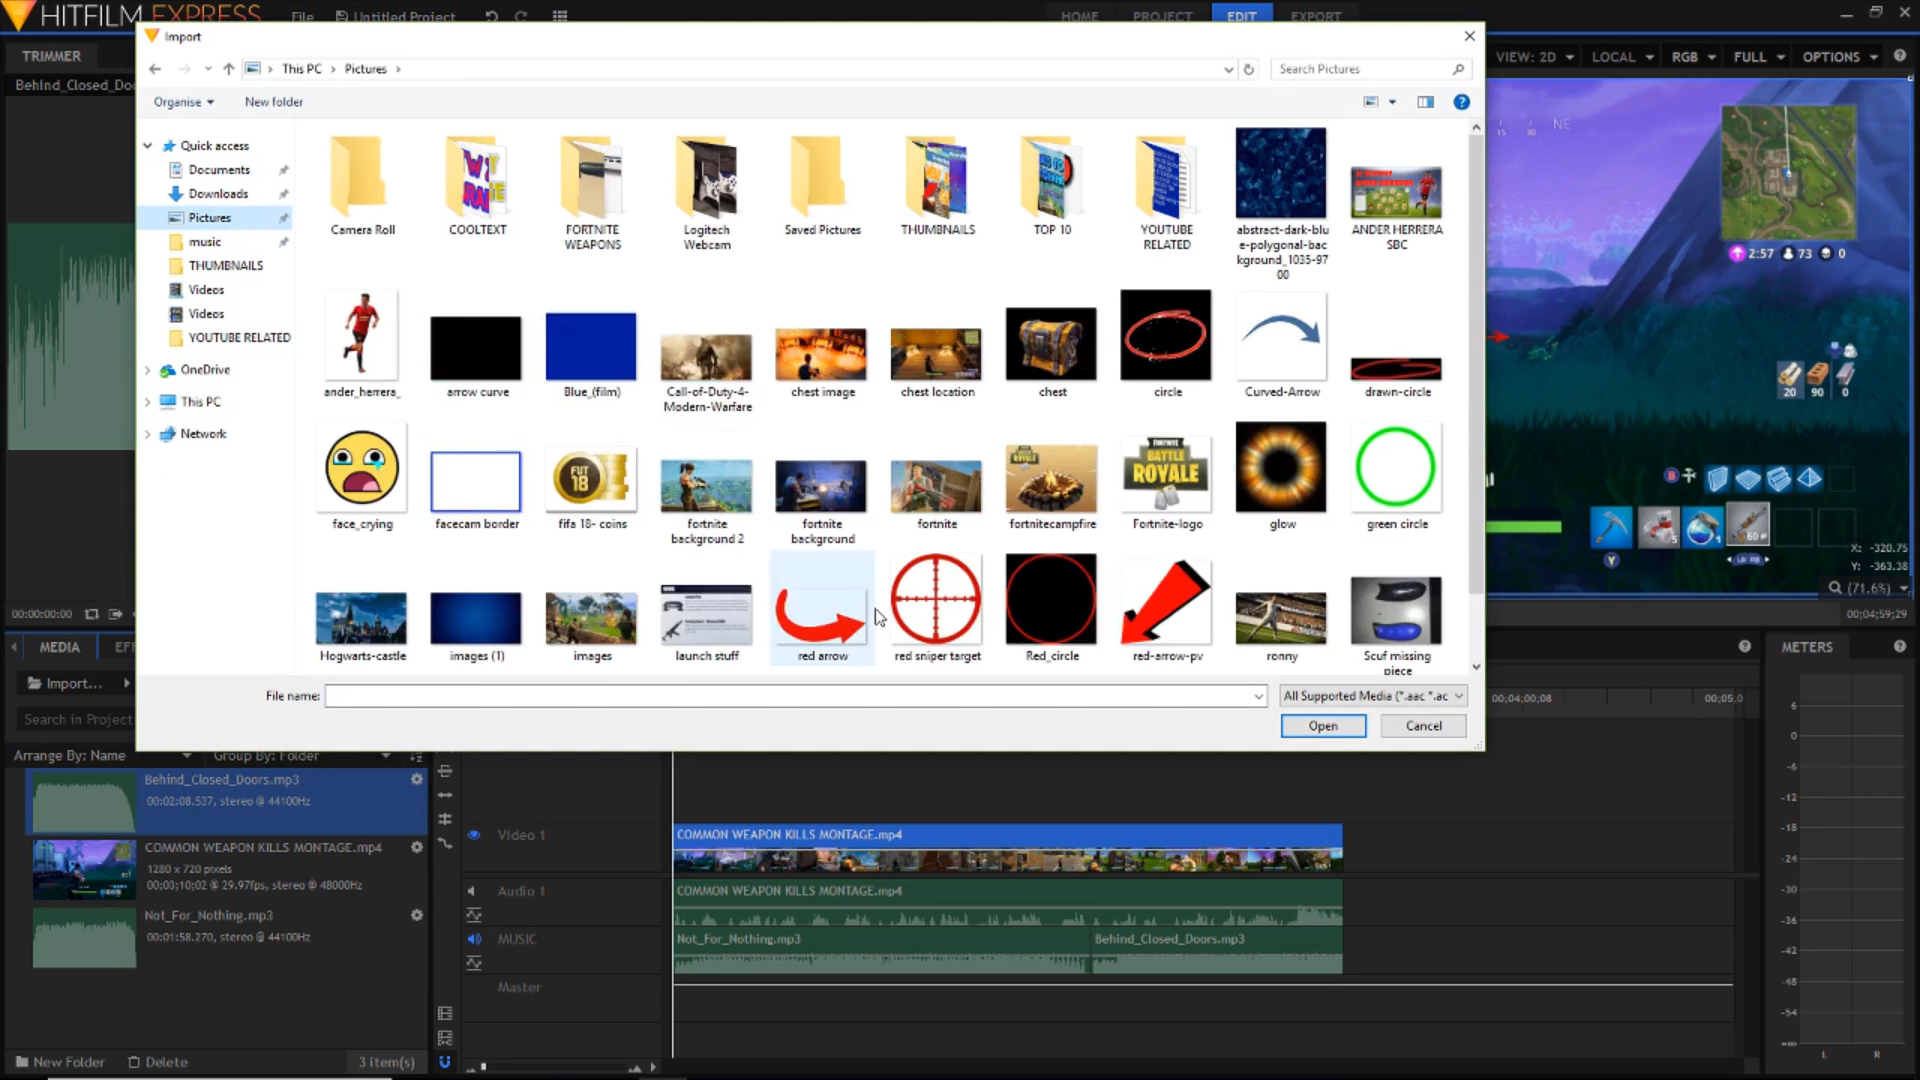 HITFILM EXPRESS
File
Untitled Project
HOME
PROJECT
EDIT
EXPORT
Import
TRIMMER
VIEW: 2D
LOCAL
RGB
FULL
OPTIONS
This PC
Pictures
Search Pictures
Behind_Closed_Doo
Organise
New folder
Quick access
Documents
Downloads
Pictures
music
THUMBNAILS
Videos
Videos
YOUTUBE RELATED
OneDrive
This PC
Network
Camera Roll
COOLTEXT
FORTNITE
WEAPONS
Logitech
Webcam
Saved Pictures
THUMBNAILS
TOP 10
YOUTUBE
RELATED
abstract-dark-blu
e-polygonal-bac
kground_1035-97
00
ANDER HERRERA
SBC
ander_herrera_
arrow curve
Blue_(film)
Call-of-Duty-4-
Modern-Warfare
chest image
chest location
chest
circle
Curved-Arrow
drawn-circle
face_crying
facecam border
fifa 18- coins
fortnite
background 2
fortnite
background
fortnite
fortnitecampfire
Fortnite-logo
glow
green circle
FUT
18
BATTLE
ROYALE
Hogwarts-castle
images (1)
images
launch stuff
red arrow
red sniper target
Red_circle
red-arrow-pv
ronny
Scuf missing
piece
15
30
NE
2:57
73
0
20
90
0
B
5
1
60
Y
LB RB
X: -320.75
Y: -363.38
(71.6%)
00:00:00:00
00;04;59;29
File name:
All Supported Media (*.aac *.ac
Open
Cancel
MEDIA
EFF
METERS
Import...
Search in Project
Arrange By: Name
Group By: Folder
00;04;00;08
00;05;0
Behind_Closed_Doors.mp3
00:02:08.537, stereo @ 44100Hz
COMMON WEAPON KILLS MONTAGE.mp4
1280 x 720 pixels
00;03;10;02 @ 29.97fps, stereo @ 48000Hz
Not_For_Nothing.mp3
00:01:58.270, stereo @ 44100Hz
Video 1
COMMON WEAPON KILLS MONTAGE.mp4
Audio 1
COMMON WEAPON KILLS MONTAGE.mp4
MUSIC
Not_For_Nothing.mp3
Behind_Closed_Doors.mp3
Master
6
0
-6
-12
-18
-24
-30
-36
-42
-48
-54
-∞
L
R
New Folder
Delete
3 item(s)